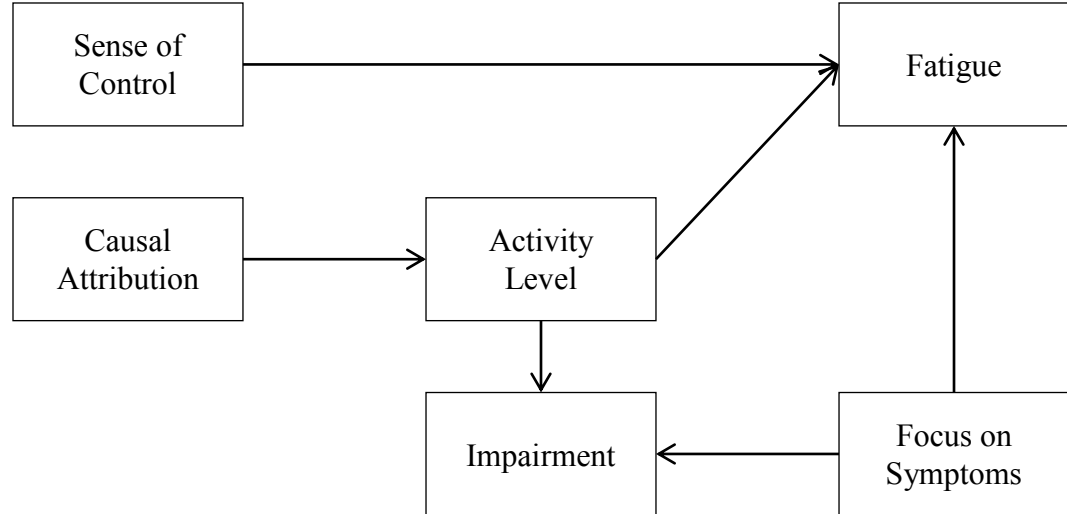 Sense of
Control
Fatigue
Causal
Attribution
Activity
Level
Impairment
Focus on
Symptoms